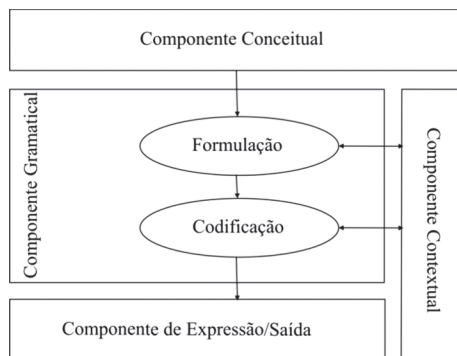 Componente Conceitual
Componente Gramatical
Formulação
Codificação
Componente Contextual
Componente de Expressão/Saída